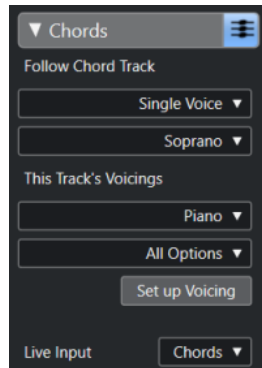 Chords
Follow Chord Track
Single Voice
Soprano
This Track's Voicings
Piano
All Options
Set up Voicing
Live Input Chords